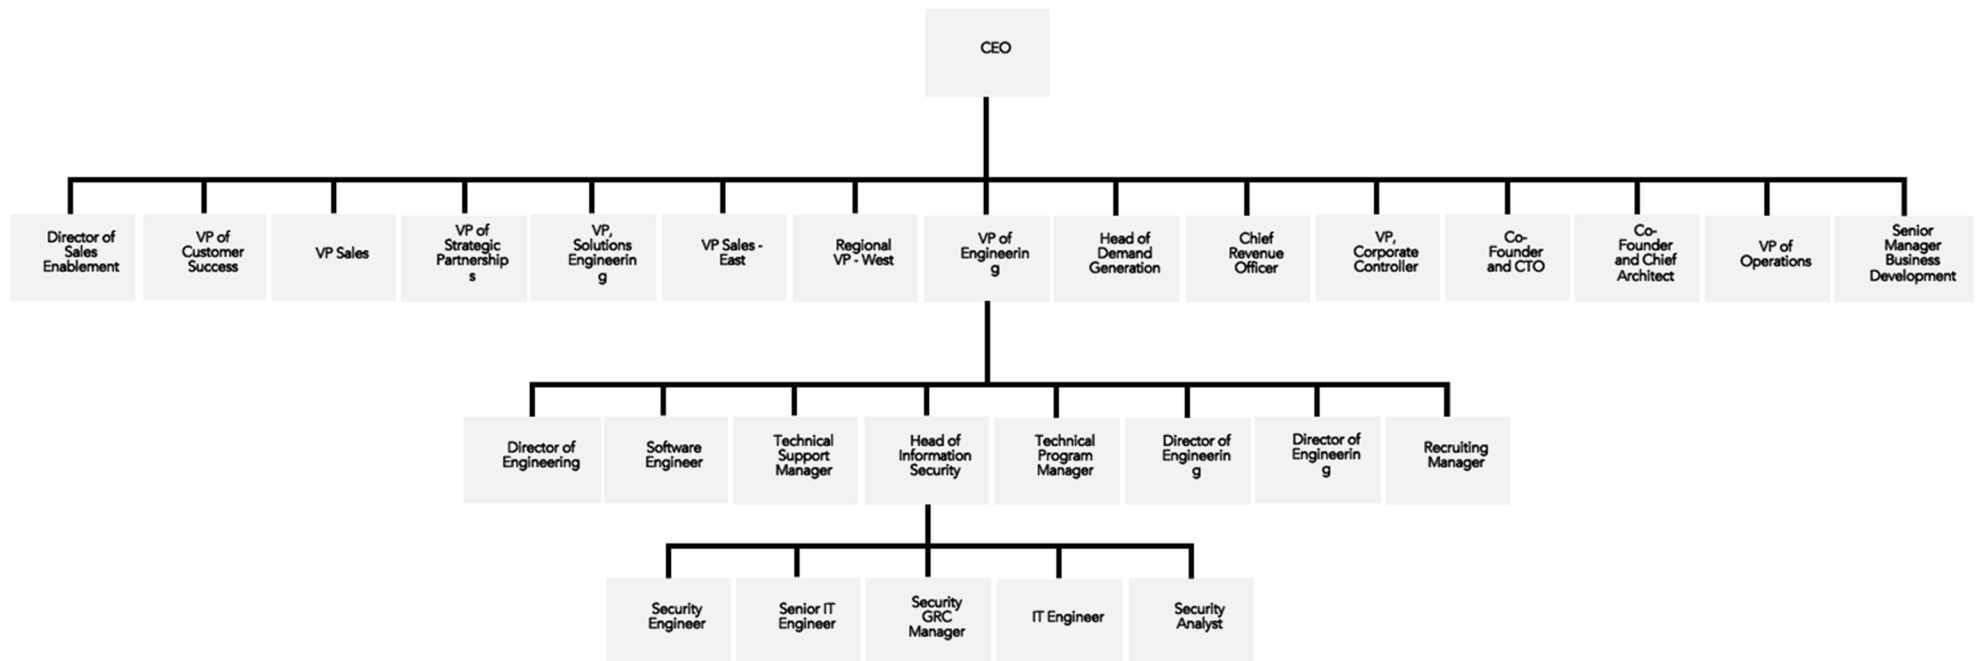 CEO
Director of
Sales
Enablement
VP of
Customer
Success
VP Sales
VP of
Strategic
Partnership
s
VP,
Solutions
Engineerin
g
VP Sales -
East
Regional
VP - West
VP of
Engineerin
g
Head of
Demand
Generation
Chief
Revenue
Officer
VP,
Corporate
Controller
Co-
Founder
and CTO
Co-
Founder
and Chief
Architect
VP of
Operations
Senior
Manager
Business
Development
Director of
Engineering
Software
Engineer
Technical
Support
Manager
Head of
Information
Security
Technical
Program
Manager
Director of
Engineerin
g
Director of
Engineerin
g
Recruiting
Manager
Security
Engineer
Senior IT
Engineer
Security
GRC
Manager
IT Engineer
Security
Analyst